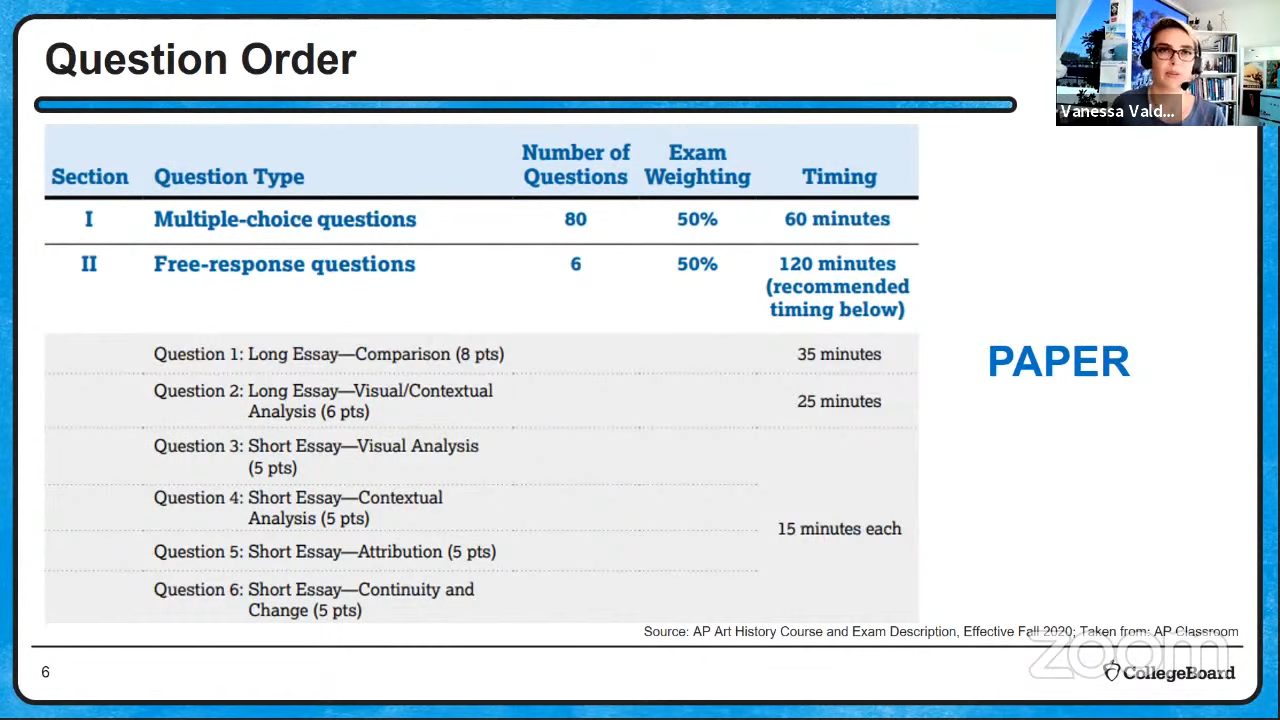 Question Order
Vanessa Vald...
Number of Exam
Section Question Type Questions Weighting Timing
I Multiple-choice questions 80 50% 60 minutes
II Free-response questions 6 50% 120 minutes
(recommended
timing below)
Question 1: Long Essay—Comparison (8 pts) 35 minutes
Question 2: Long Essay—Visual/Contextual
Analysis (6 pts) 25 minutes
Question 3: Short Essay—Visual Analysis
(5 pts)
Question 4: Short Essay—Contextual
Analysis (5 pts)
15 minutes each
Question 5: Short Essay—Attribution (5 pts)
Question 6: Short Essay—Continuity and
Change (5 pts)
PAPER
Source: AP Art History Course and Exam Description, Effective Fall 2020; Taken from: AP Classroom
zoom
6 CollegeBoard